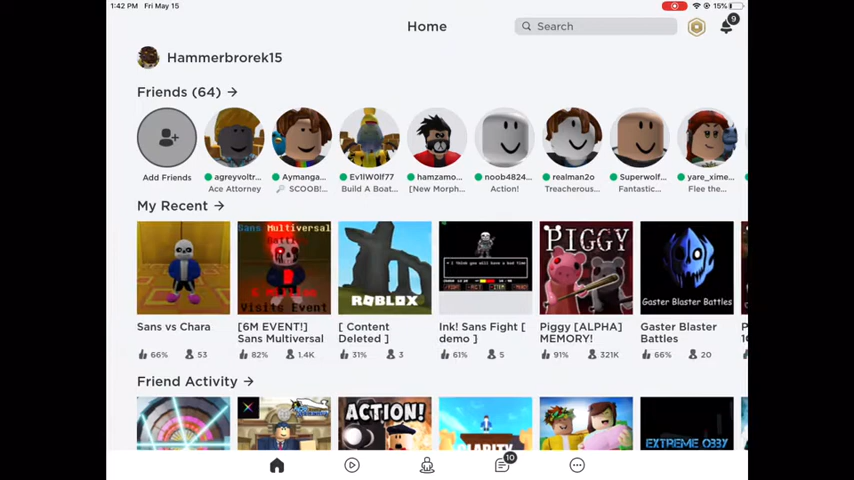 1:42 PM Fri May 15
15%
Home
Search
9
Hammerbrorek15
Friends (64) →
Add Friends
agreyvoltr...
Ace Attorney
Aymanga...
SCOOB!...
Ev1lW0lf77
Build A Boat...
hamzamo...
[New Morph...
noob4824...
Action!
realman2o
Treacherous...
Superwolf...
Fantastic...
yare_xime...
Flee the...
My Recent →
Sans Multiversal
Battle
6 Million
Visits Event
ROBLOX
PIGGY
Gaster Blaster Battles
Sans vs Chara
66% 53
[6M EVENT!]
Sans Multiversal
82% 1.4K
[ Content
Deleted ]
31% 3
Ink! Sans Fight [
demo ]
61% 5
Piggy [ALPHA]
MEMORY!
91% 321K
Gaster Blaster
Battles
66% 20
Friend Activity →
ACTION!
CLARITY
EXTREME OBBY
10